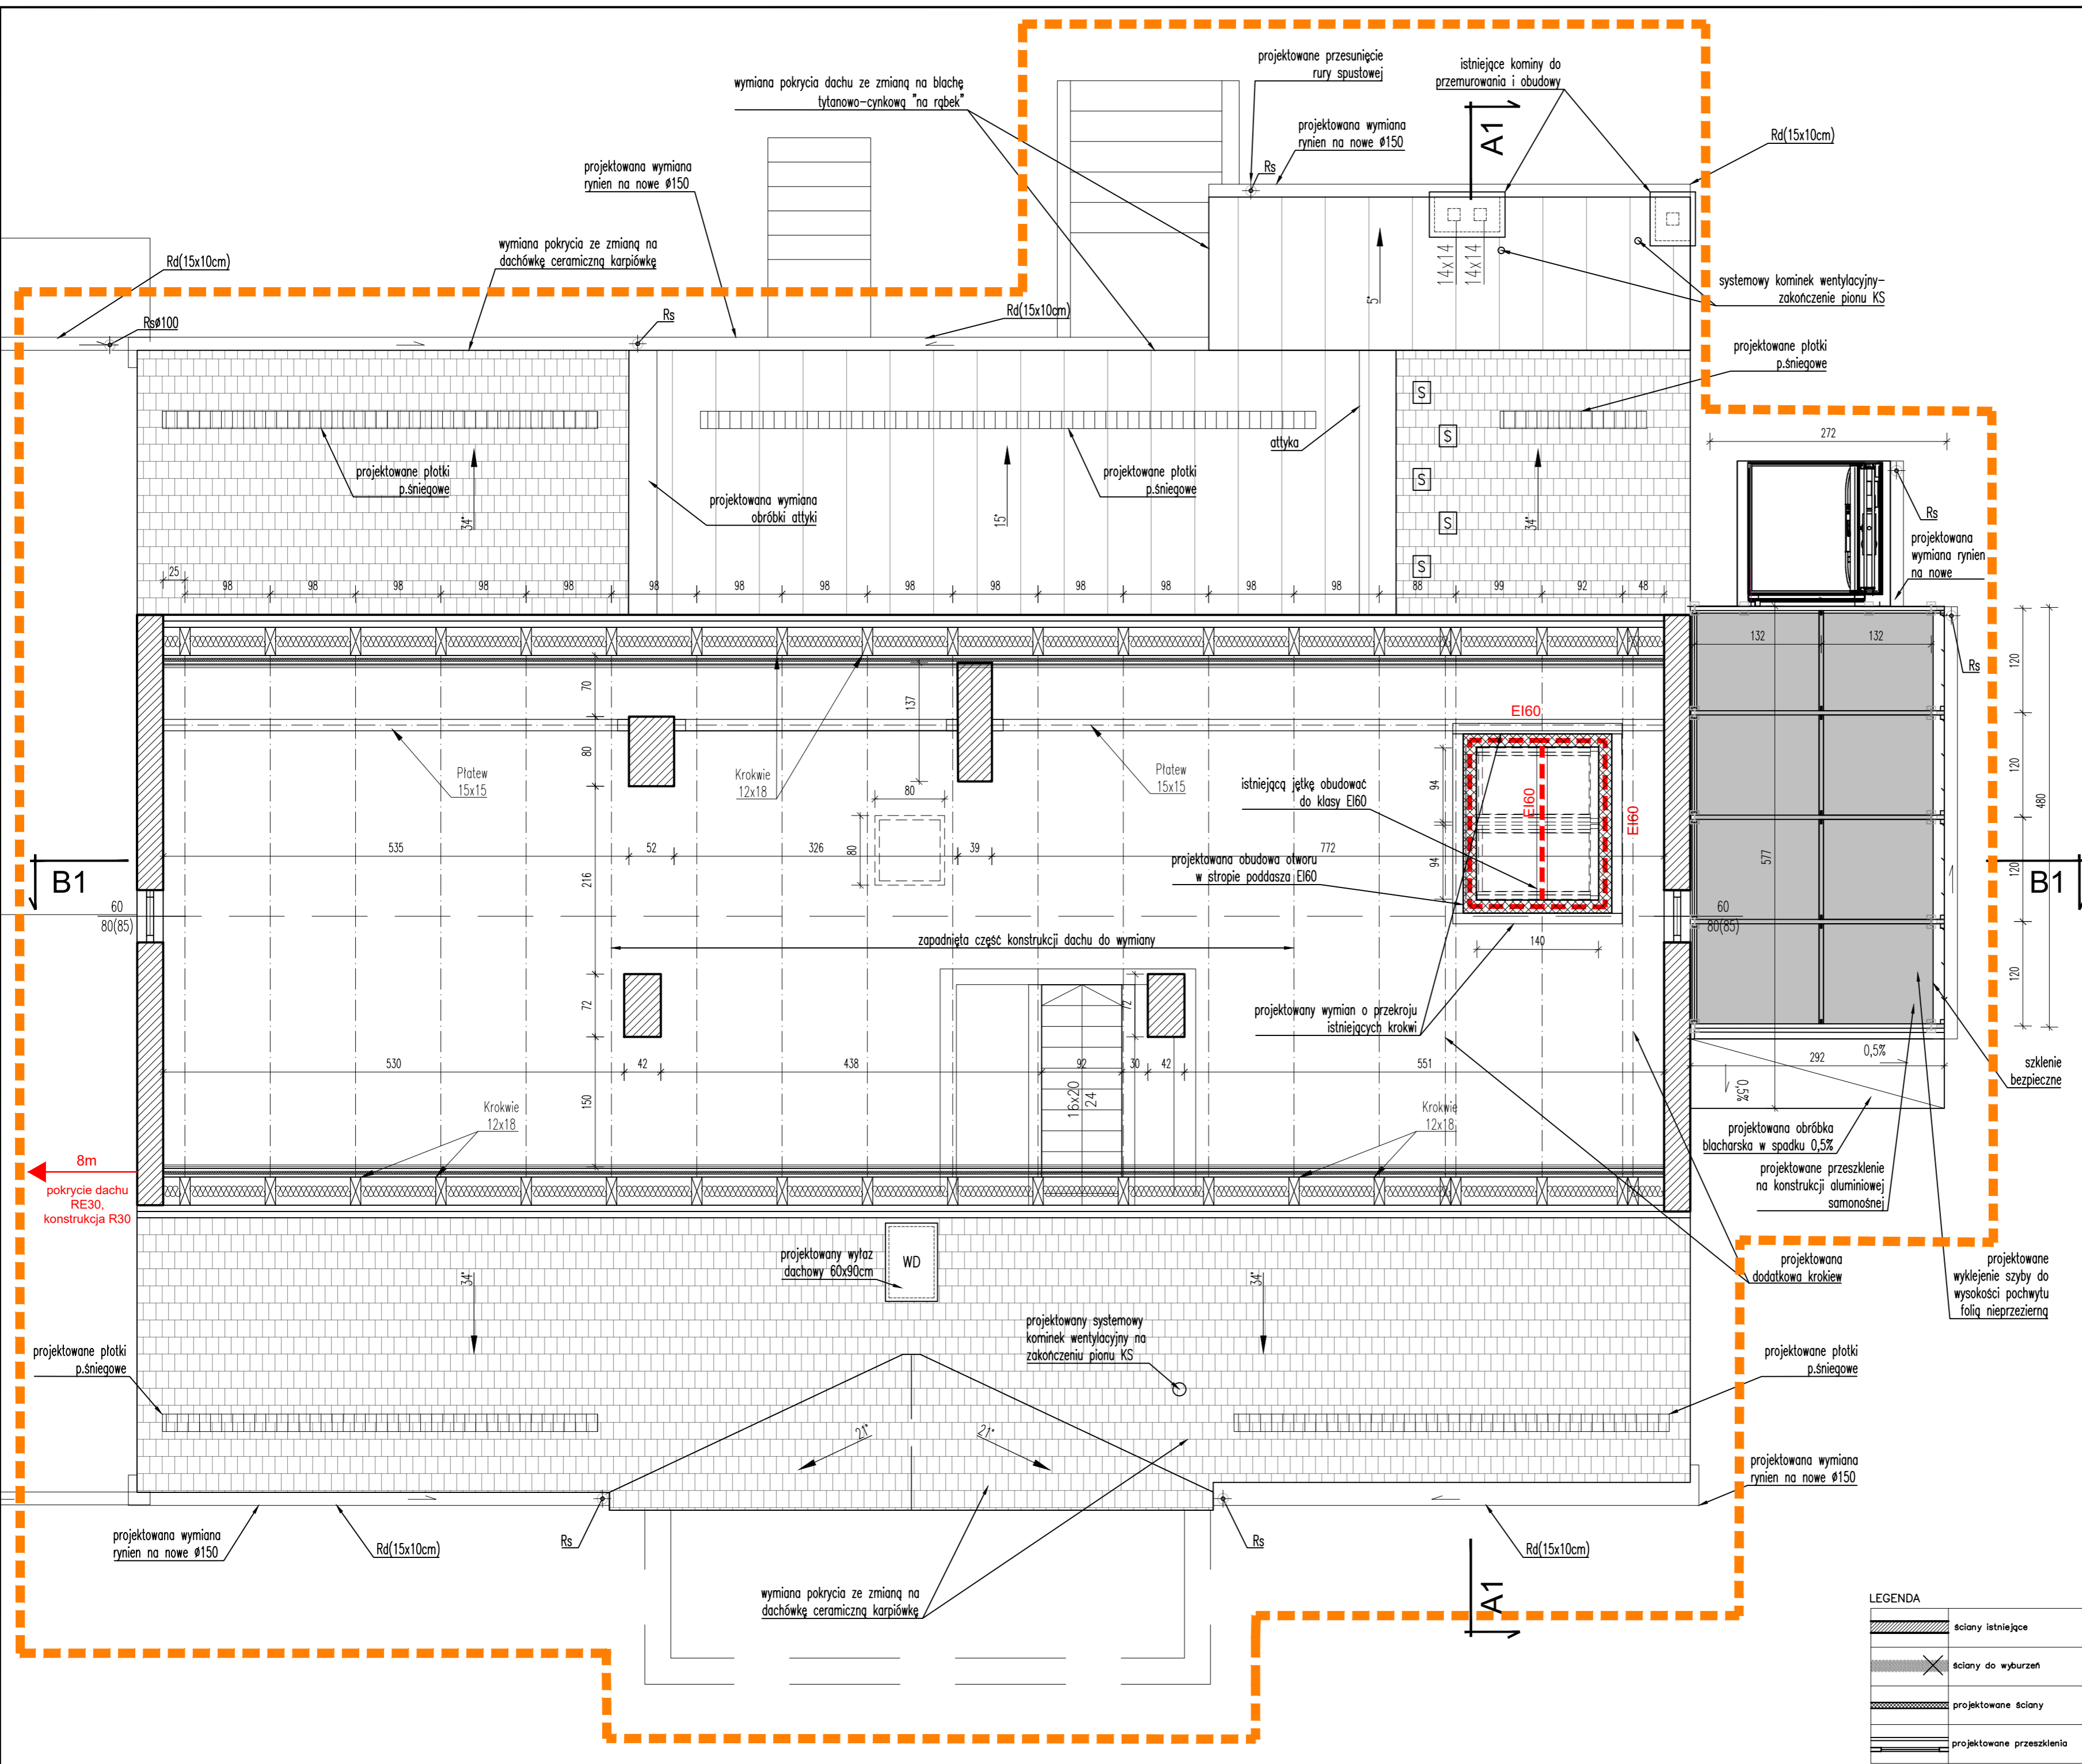 projektowane przesunięcie
rury spustowej
istniejące kominy do
przemurowania i obudowy
wymiana pokrycia dachu ze zmianą na blachę
tytanowo-cynkową "na rąbek"
A1
projektowana wymiana
rynien na nowe ø150
Rd(15x10cm)
Rs
projektowana wymiana
rynien na nowe ø150
wymiana pokrycia ze zmianą na
dachówkę ceramiczną karpiówkę
Rd(15x10cm)
14x14
14x14
5°
systemowy kominek wentylacyjny-
zakończenie pionu KS
Rsø100
Rs
Rd(15x10cm)
projektowane płotki
p.śniegowe
S
S
S
S
S
attyka
272
projektowane płotki
p.śniegowe
projektowane płotki
p.śniegowe
projektowana wymiana
obróbki attyki
34°
15°
34°
Rs
projektowana
wymiana rynien
na nowe
25
98
98
98
98
98
98
98
98
98
98
98
98
98
98
88
99
92
48
132
132
120
Rs
70
137
80
EI60
Płatew
15x15
Krokwie
12x18
80
Płatew
15x15
istniejącą jętkę obudować
do klasy EI60
94
EI60
EI60
120
480
535
52
326
80
39
772
94
577
projektowana obudowa otworu
w stropie poddasza EI60
216
B1
120
B1
60
80(85)
60
80(85)
zapadnięta część konstrukcji dachu do wymiany
140
120
72
72
projektowany wymian o przekroju
istniejących krokwi
530
42
438
92
30
42
551
292
0,5%
0,5%
szklenie
bezpieczne
16x20
24
150
Krokwie
12x18
Krokwie
12x18
projektowana obróbka
blacharska w spadku 0,5%
8m
pokrycie dachu
RE30,
konstrukcja R30
projektowane przeszklenie
na konstrukcji aluminiowej
samonośnej
projektowany wyłaz
dachowy 60x90cm
WD
34°
34°
projektowana
dodatkowa krokiew
projektowane
wyklejenie szyby do
wysokości pochwytu
folią nieprzezierną
projektowany systemowy
kominek wentylacyjny na
zakończeniu pionu KS
projektowane płotki
p.śniegowe
projektowane płotki
p.śniegowe
21°
21°
projektowana wymiana
rynien na nowe ø150
projektowana wymiana
rynien na nowe ø150
Rd(15x10cm)
Rs
Rs
Rd(15x10cm)
wymiana pokrycia ze zmianą na
dachówkę ceramiczną karpiówkę
A1
LEGENDA
ściany istniejące
ściany do wyburzeń
projektowane ściany
projektowane przeszklenia